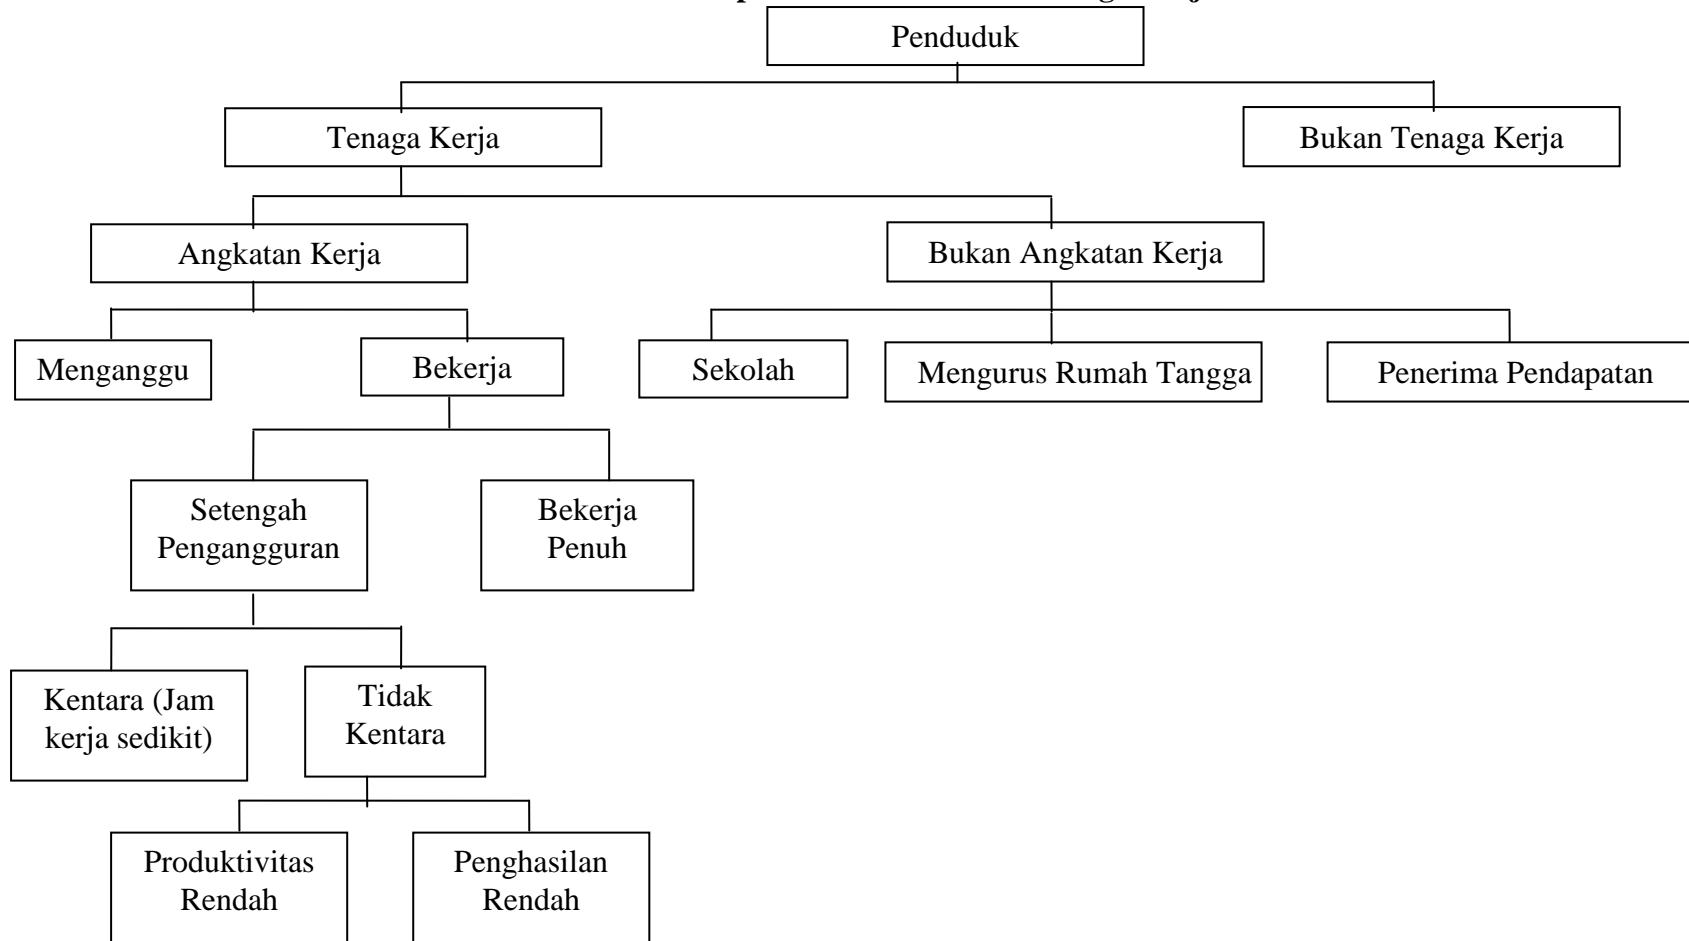 Penduduk
Tenaga Kerja
Bukan Tenaga Kerja
Angkatan Kerja
Bukan Angkatan Kerja
Menganggu
Bekerja
Sekolah
Mengurus Rumah Tangga
Penerima Pendapatan
Setengah
Pengangguran
Bekerja
Penuh
Kentara (Jam
kerja sedikit)
Tidak
Kentara
Produktivitas
Rendah
Penghasilan
Rendah